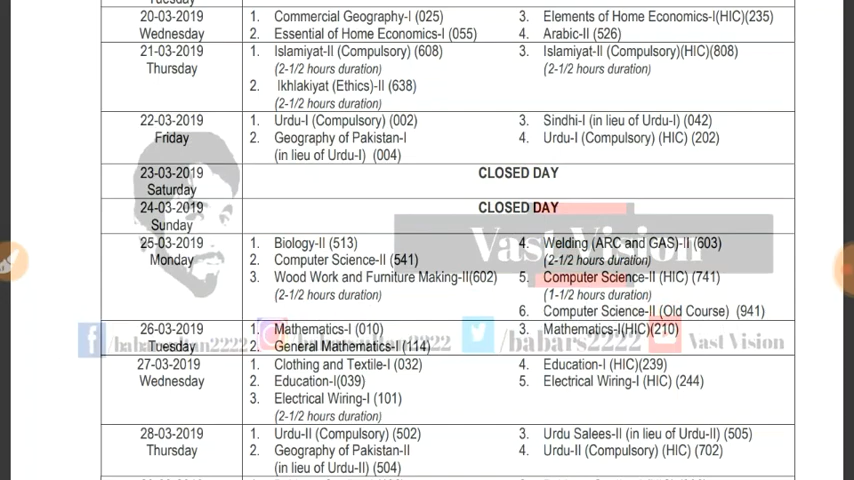 Tuesday
20-03-2019
Wednesday
1. Commercial Geography-I (025)
2. Essential of Home Economics-I (055)
3. Elements of Home Economics-I(HIC)(235)
4. Arabic-II (526)
21-03-2019
Thursday
1. Islamiyat-II (Compulsory) (608)
(2-1/2 hours duration)
2. Ikhlakiyat (Ethics)-II (638)
(2-1/2 hours duration)
3. Islamiyat-II (Compulsory)(HIC)(808)
(2-1/2 hours duration)
22-03-2019
Friday
1. Urdu-I (Compulsory) (002)
2. Geography of Pakistan-I
(in lieu of Urdu-I) (004)
3. Sindhi-I (in lieu of Urdu-I) (042)
4. Urdu-I (Compulsory) (HIC) (202)
23-03-2019
Saturday
CLOSED DAY
24-03-2019
Sunday
CLOSED DAY
Vast Vision
25-03-2019
Monday
1. Biology-II (513)
2. Computer Science-II (541)
3. Wood Work and Furniture Making-II(602)
(2-1/2 hours duration)
4. Welding (ARC and GAS)-II (603)
(2-1/2 hours duration)
5. Computer Science-II (HIC) (741)
(1-1/2 hours duration)
6. Computer Science-II (Old Course) (941)
26-03-2019
Tuesday
1. Mathematics-I (010)
2. General Mathematics-I (114)
3. Mathematics-I(HIC)(210)
/babars2222
Vast Vision
27-03-2019
Wednesday
1. Clothing and Textile-I (032)
2. Education-I(039)
3. Electrical Wiring-I (101)
(2-1/2 hours duration)
4. Education-I (HIC)(239)
5. Electrical Wiring-I (HIC) (244)
28-03-2019
Thursday
1. Urdu-II (Compulsory) (502)
2. Geography of Pakistan-II
(in lieu of Urdu-II) (504)
3. Urdu Salees-II (in lieu of Urdu-II) (505)
4. Urdu-II (Compulsory) (HIC) (702)